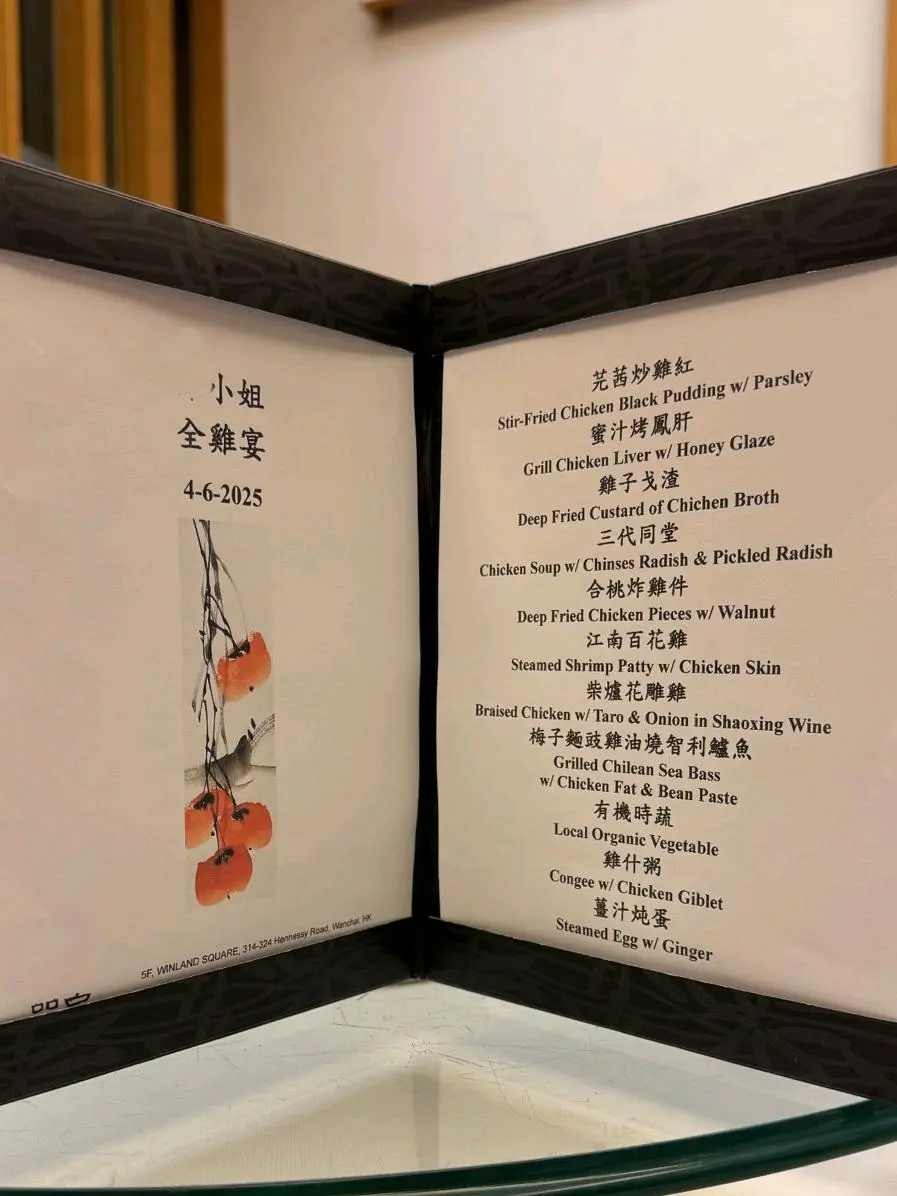 小姐
全雞宴
4-6-2025
5F, WINLAND SQUARE, 314-324 Hennessy Road, Wanchai, HK
芫茜炒雞紅
Stir-Fried Chicken Black Pudding w/ Parsley
蜜汁烤鳳肝
Grill Chicken Liver w/ Honey Glaze
雞子戈渣
Deep Fried Custard of Chichen Broth
三代同堂
Chicken Soup w/ Chinses Radish & Pickled Radish
合桃炸雞件
Deep Fried Chicken Pieces w/ Walnut
江南百花雞
Steamed Shrimp Patty w/ Chicken Skin
柴爐花雕雞
Braised Chicken w/ Taro & Onion in Shaoxing Wine
梅子麵豉雞油燒智利鱸魚
Grilled Chilean Sea Bass
w/ Chicken Fat & Bean Paste
有機時蔬
Local Organic Vegetable
雞什粥
Congee w/ Chicken Giblet
薑汁炖蛋
Steamed Egg w/ Ginger